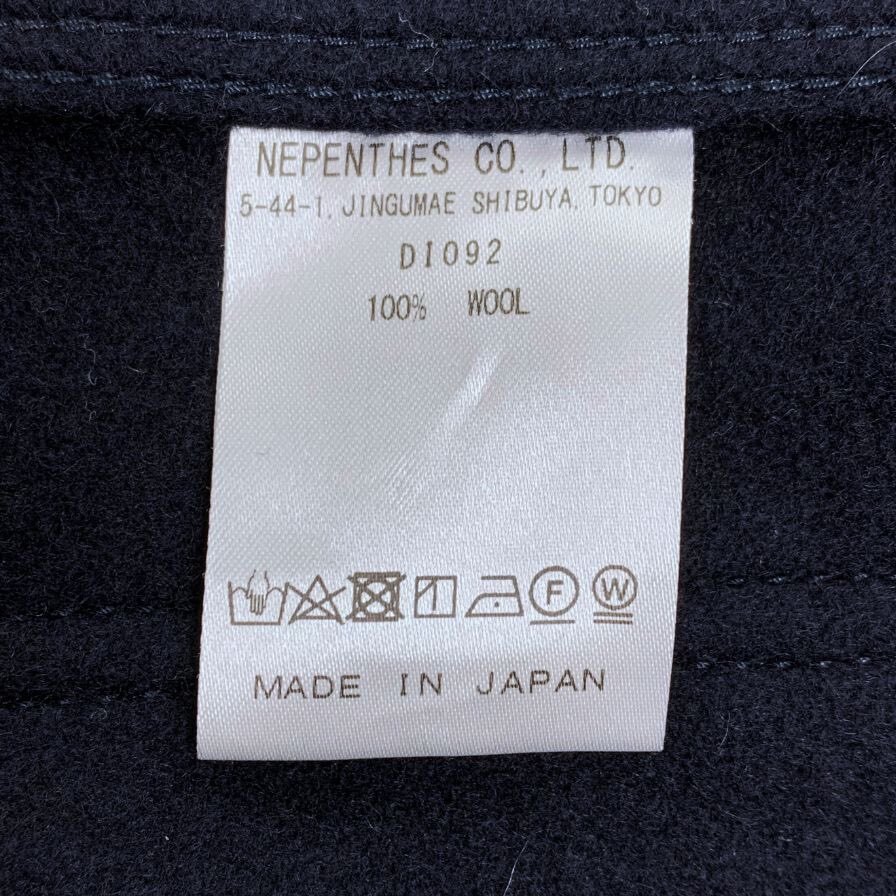 NEPENTHES CO., LTD.
5-44-1, JINGUMAE SHIBUYA, TOKYO
DI092
100% WOOL
F W
MADE IN JAPAN